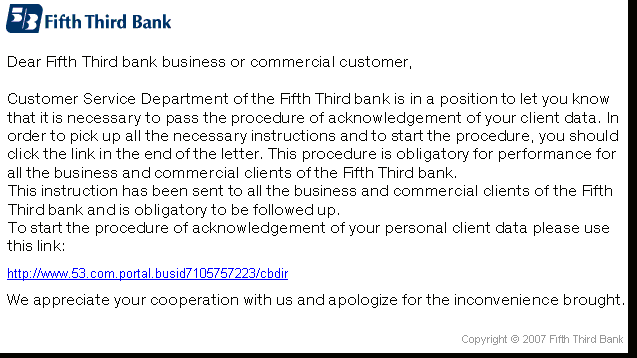 Fifth Third Bank
Dear Fifth Third bank business or commercial customer,
Customer Service Department of the Fifth Third bank is in a position to let you know
that it is necessary to pass the procedure of acknowledgement of your client data. In
order to pick up all the necessary instructions and to start the procedure, you should
click the link in the end of the letter. This procedure is obligatory for performance for
all the business and commercial clients of the Fifth Third bank.
This instruction has been sent to all the business and commercial clients of the Fifth
Third bank and is obligatory to be followed up.
To start the procedure of acknowledgement of your personal client data please use
this link:
http://www.53.com.portal.busid7105757223/cbdir
We appreciate your cooperation with us and apologize for the inconvenience brought.
Copyright © 2007 Fifth Third Bank